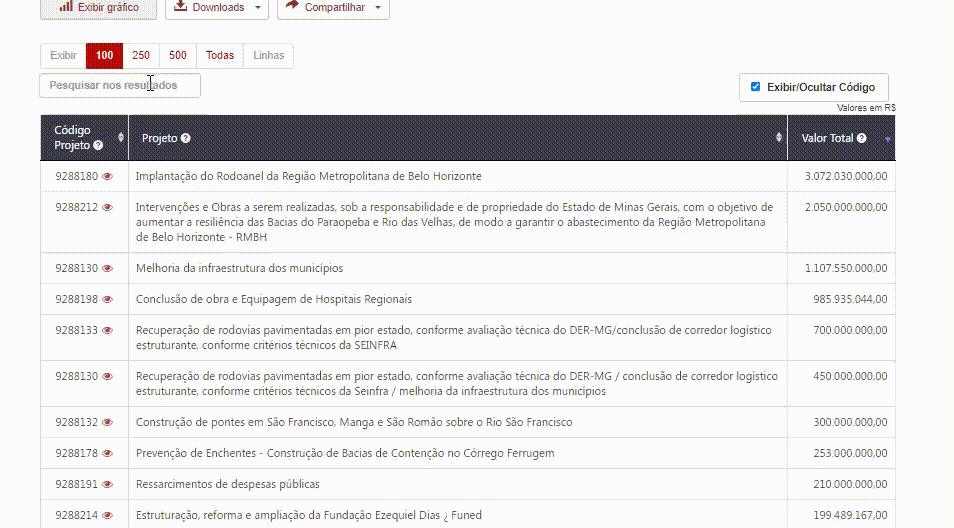 Exibir gráfico Downloads Compartilhar
Exibir 100 250 500 Todas Linhas
Pesquisar nos resultados
Exibir/Ocultar Código
Valores em R$
Código
Projeto
Projeto
Valor Total
9288180 Implantação do Rodoanel da Região Metropolitana de Belo Horizonte 3.072.030.000,00
9288212 Intervenções e Obras a serem realizadas, sob a responsabilidade e de propriedade do Estado de Minas Gerais, com o objetivo de 2.050.000.000,00
aumentar a resiliência das Bacias do Paraopeba e Rio das Velhas, de modo a garantir o abastecimento da Região Metropolitana
de Belo Horizonte - RMBH
9288130 Melhoria da infraestrutura dos municípios 1.107.550.000,00
9288198 Conclusão de obra e Equipagem de Hospitais Regionais 985.935.044,00
9288133 Recuperação de rodovias pavimentadas em pior estado, conforme avaliação técnica do DER-MG/conclusão de corredor logístico 700.000.000,00
estruturante, conforme critérios técnicos da SEINFRA
9288130 Recuperação de rodovias pavimentadas em pior estado, conforme avaliação técnica do DER-MG / conclusão de corredor logístico 450.000.000,00
estruturante, conforme critérios técnicos da Seinfra / melhoria da infraestrutura dos municípios
9288132 Construção de pontes em São Francisco, Manga e São Romão sobre o Rio São Francisco 300.000.000,00
9288178 Prevenção de Enchentes - Construção de Bacias de Contenção no Córrego Ferrugem 253.000.000,00
9288191 Ressarcimentos de despesas públicas 210.000.000,00
9288214 Estruturação, reforma e ampliação da Fundação Ezequiel Dias ¿ Funed 199.489.167,00